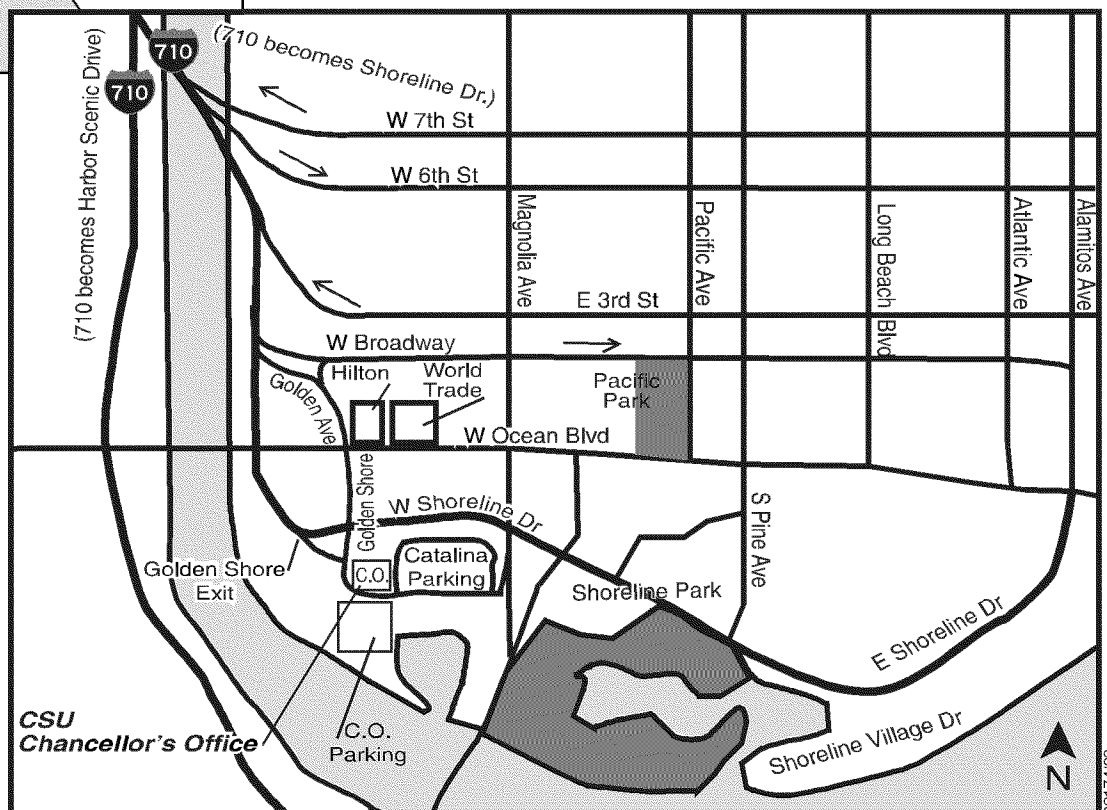 710
(710 becomes Shoreline Dr.)
710
(710 becomes Harbor Scenic Drive)
W 7th St
W 6th St
Magnolia Ave
Pacific Ave
Long Beach Blvd
Atlantic Ave
Alamitos Ave
E 3rd St
W Broadway
Hilton
World
Trade
Pacific
Park
Golden Ave
W Ocean Blvd
Golden Shore
W Shoreline Dr
S Pine Ave
Golden Shore
Exit
C.O.
Catalina
Parking
Shoreline Park
E Shoreline Dr
CSU
Chancellor's Office
C.O.
Parking
Shoreline Village Dr
N